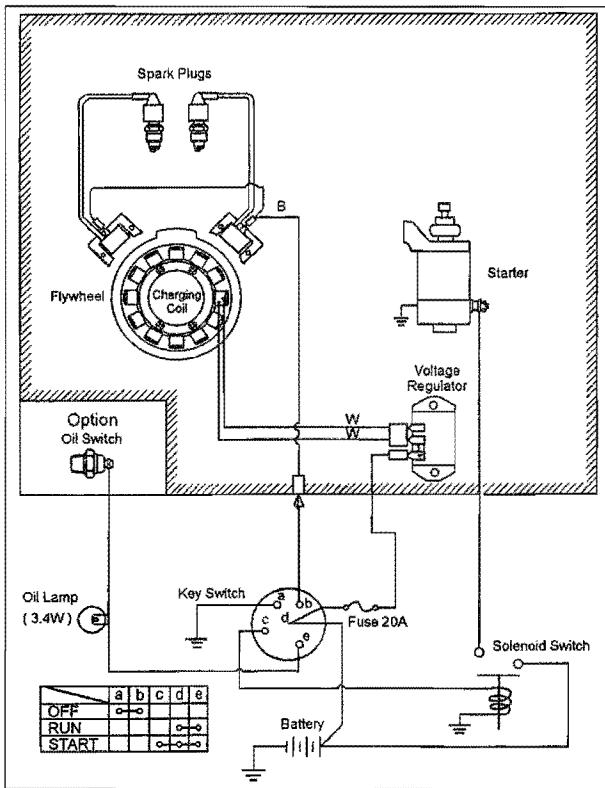 Spark Plugs
B
Starter
Flywheel
Charging
Coil
Voltage
Regulator
W
W
Option
Oil Switch
Key Switch
a
b
c
d
e
Oil Lamp
( 3.4W )
Fuse 20A
Solenoid Switch
a b c d e
OFF
RUN
START
Battery